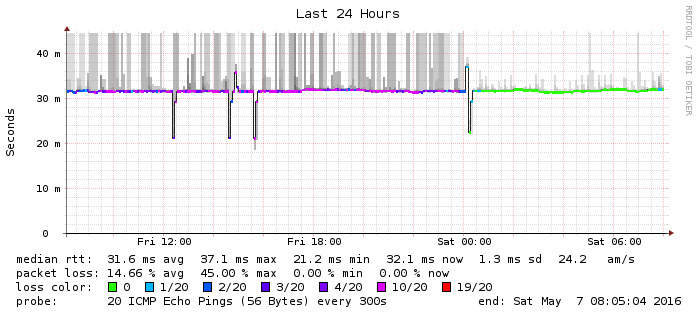 Last 24 Hours
RRDTOOL / TOBI OETIKER
Seconds
40 m
30 m
20 m
10 m
0
Fri 12:00 Fri 18:00 Sat 00:00 Sat 06:00
median rtt: 31.6 ms avg 37.1 ms max 21.2 ms min 32.1 ms now 1.3 ms sd 24.2 am/s
packet loss: 14.66 % avg 45.00 % max 0.00 % min 0.00 % now
loss color: 0 1/20 2/20 3/20 4/20 10/20 19/20
probe: 20 ICMP Echo Pings (56 Bytes) every 300s end: Sat May 7 08:05:04 2016